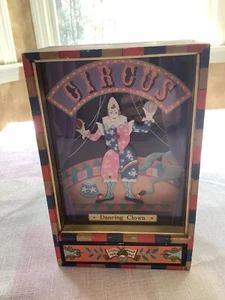 CIRCUS
· Dancing Clown ·